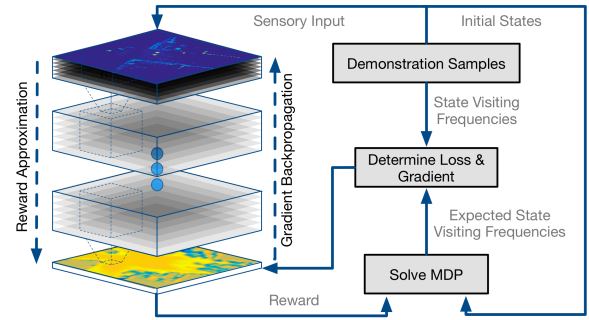 Sensory Input
Initial States
Demonstration Samples
State Visiting
Frequencies
Reward Approximation
Gradient Backpropagation
Determine Loss &
Gradient
Expected State
Visiting Frequencies
Solve MDP
Reward